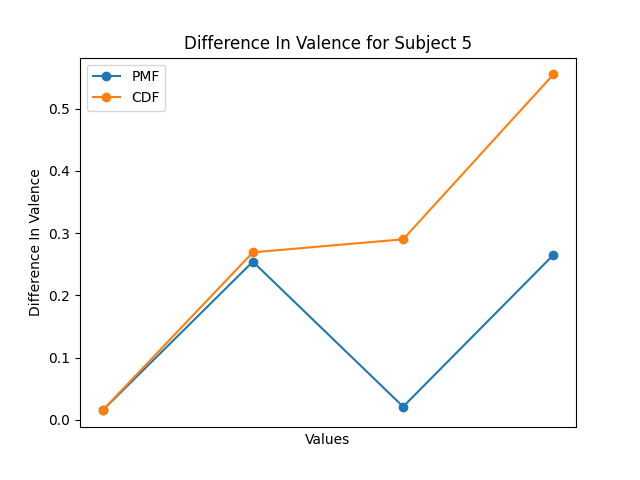 Difference In Valence for Subject 5
PMF
CDF
0.5
0.4
0.3
0.2
0.1
0.0
Difference In Valence
Values